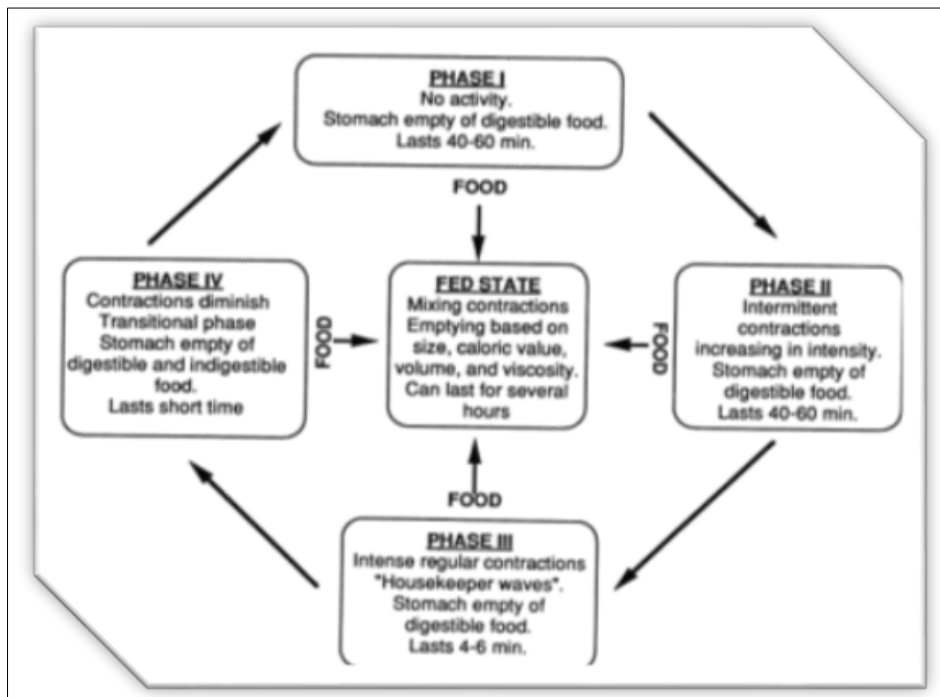 PHASE I
No activity.
Stomach empty of digestible food.
Lasts 40-60 min.
FOOD
PHASE IV
Contractions diminish
Transitional phase
Stomach empty of
digestible and indigestible
food.
Lasts short time
FOOD
FED STATE
Mixing contractions
Emptying based on
size, caloric value,
volume, and viscosity.
Can last for several
hours
FOOD
PHASE II
Intermittent
contractions
increasing in intensity.
Stomach empty of
digestible food.
Lasts 40-60 min.
FOOD
PHASE III
Intense regular contractions
"Housekeeper waves".
Stomach empty of
digestible food.
Lasts 4-6 min.